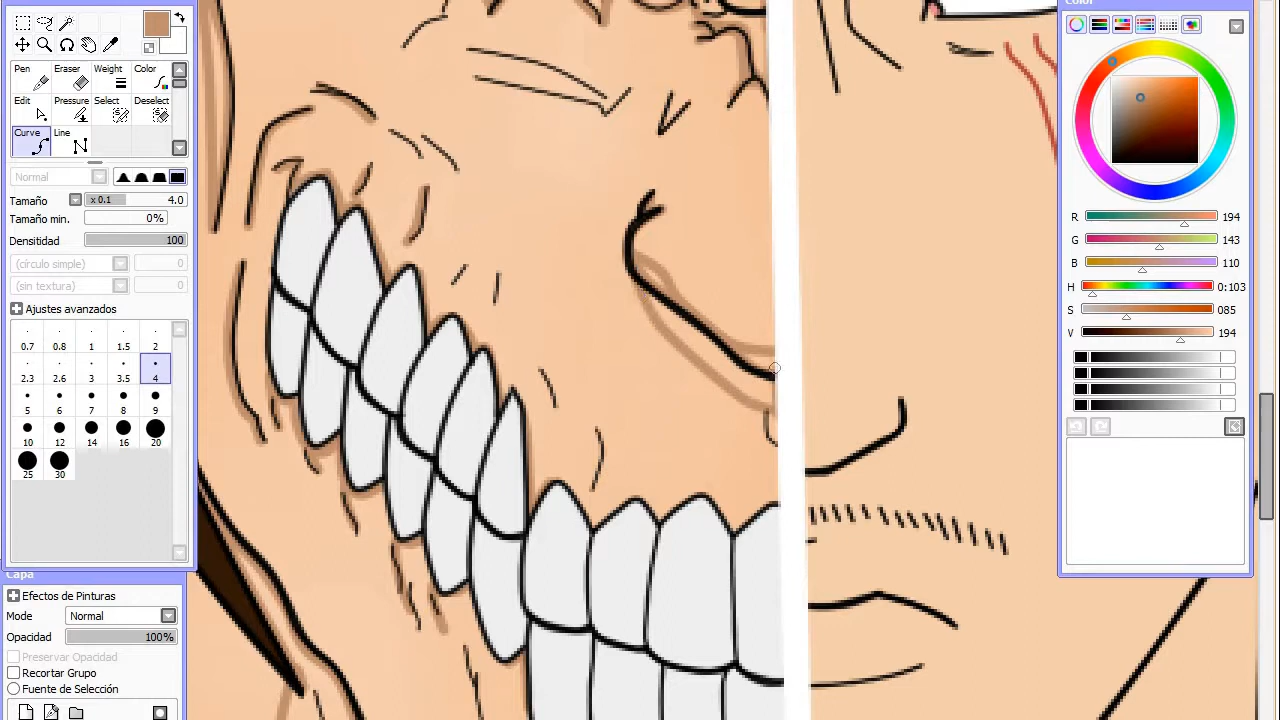 Color
Pen Eraser Weight Color
Edit Pressure Select Deselect
Curve Line
Normal
Tamaño x 0.1 4.0
Tamaño min. 0%
Densitidad 100
(círculo simple) 0
(sin textura) 0
Ajustes avanzados
0.7 0.8 1 1.5 2
2.3 2.6 3 3.5 4
5 6 7 8 9
10 12 14 16 20
25 30
Capa
Efectos de Pinturas
Mode Normal
Opacidad 100%
Preservar Opacidad
Recortar Grupo
Fuente de Selección
R 194
G 143
B 110
H 0:103
S 085
V 194